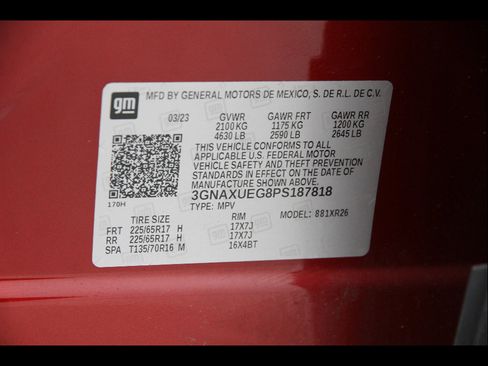 gm
MFD BY GENERAL MOTORS DE MEXICO, S. DE R.L. DE C.V.
03/23 GVWR GAWR FRT GAWR RR
2100 KG 1175 KG 1200 KG
4630 LB 2590 LB 2645 LB
THIS VEHICLE CONFORMS TO ALL
APPLICABLE U.S. FEDERAL MOTOR
VEHICLE SAFETY AND THEFT PREVENTION
STANDARDS IN EFFECT ON THE DATE OF
MANUFACTURE SHOWN ABOVE.
3GNAXUEG8PS187818
170H TYPE: MPV MODEL: 881XR26
TIRE SIZE RIM
FRT 225/65R17 H 17X7J
RR 225/65R17 H 17X7J
SPA T135/70R16 M 16X4BT